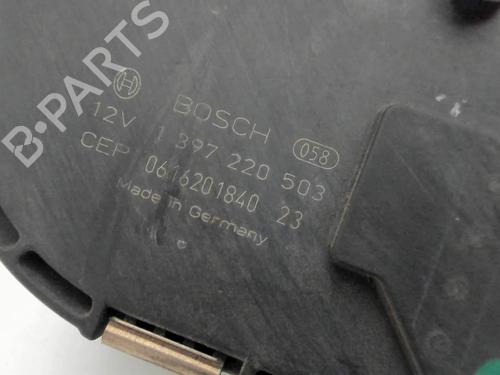 B-PARTS
BOSCH 058
12V 1 397 220 503
CEP 0616201840 23
Made in Germany